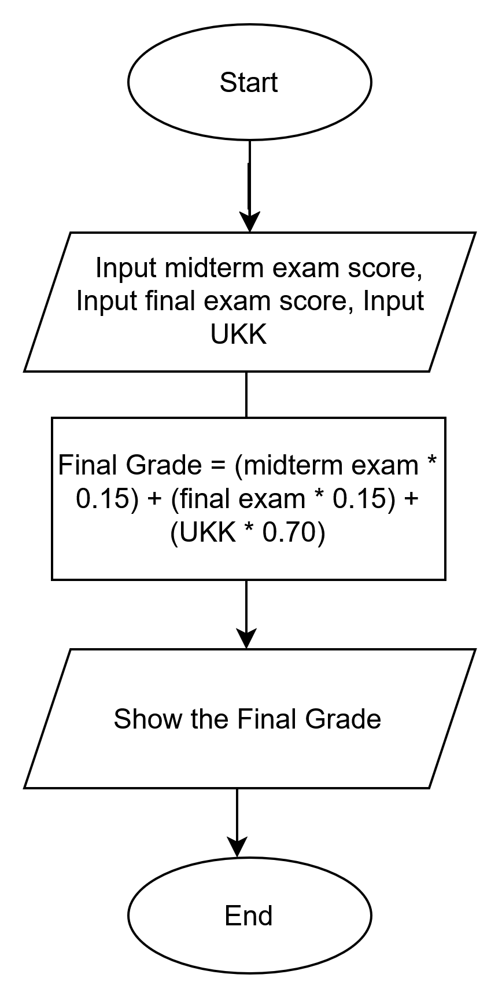 Start
Input midterm exam score,
Input final exam score, Input
UKK
Final Grade = (midterm exam *
0.15) + (final exam * 0.15) +
(UKK * 0.70)
Show the Final Grade
End